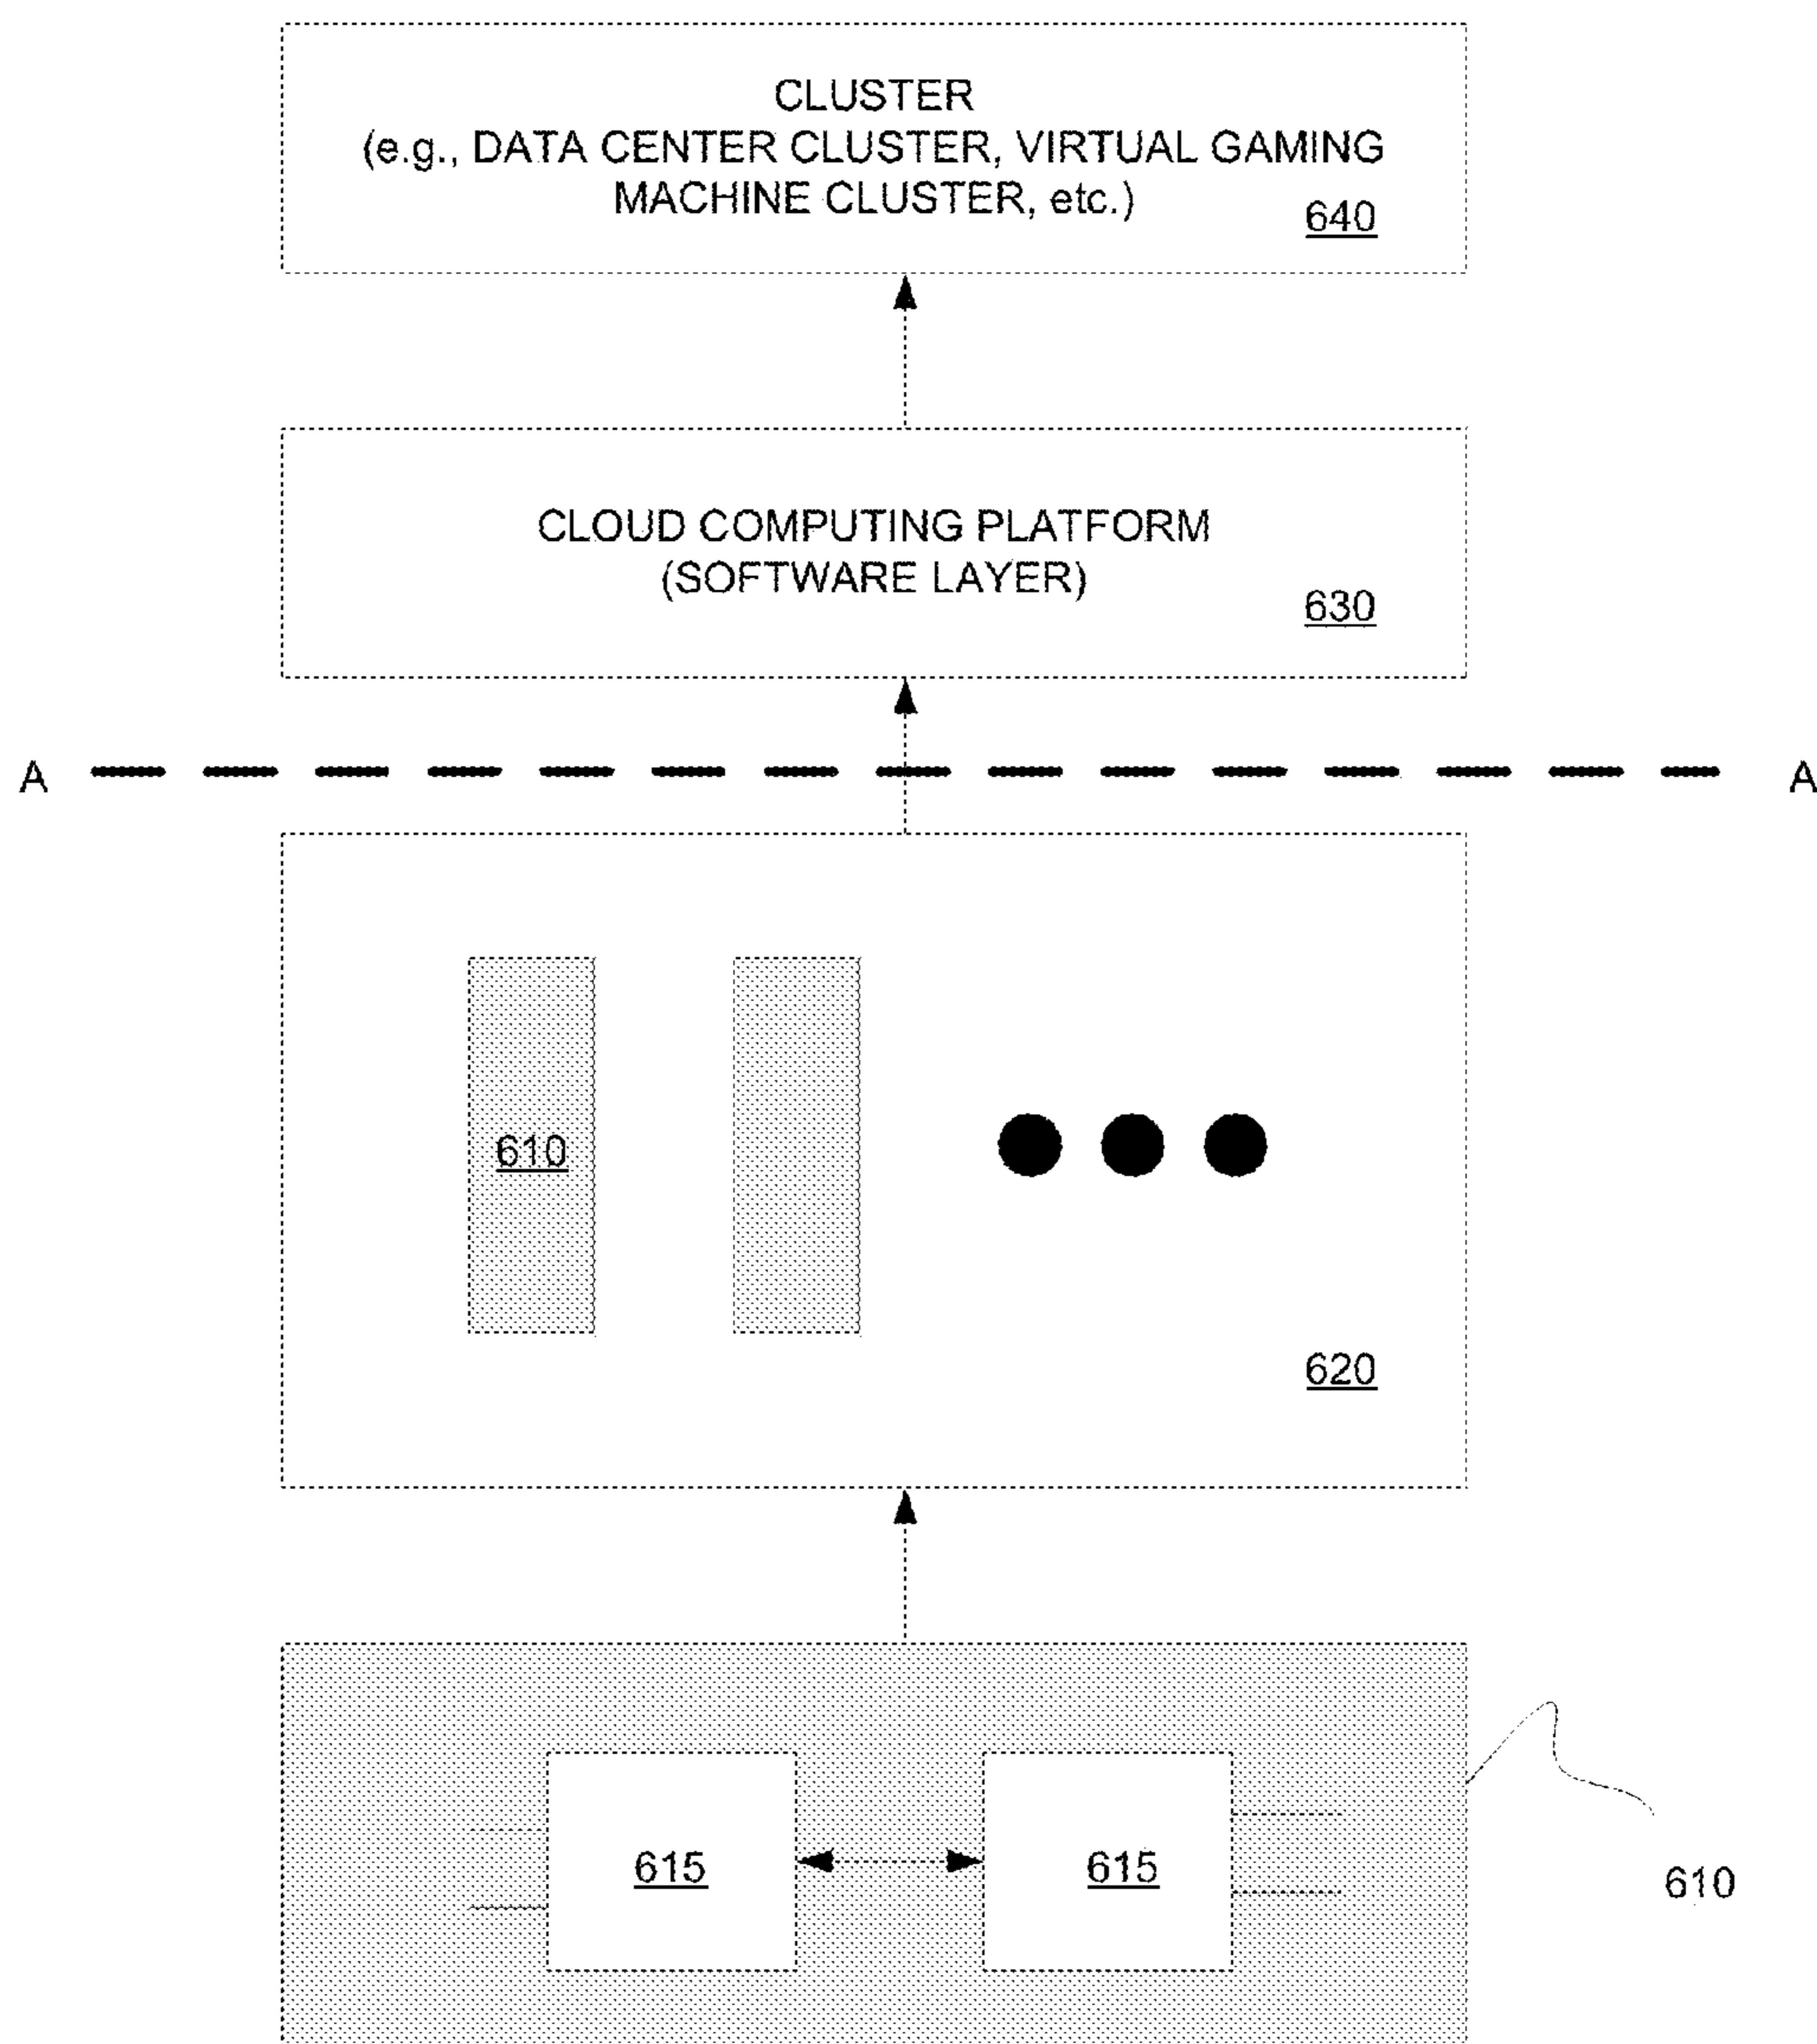 CLUSTER
(e.g., DATA CENTER CLUSTER, VIRTUAL GAMING
MACHINE CLUSTER, etc.)
640
CLOUD COMPUTING PLATFORM
(SOFTWARE LAYER)
630
A A
610
620
615 615
610